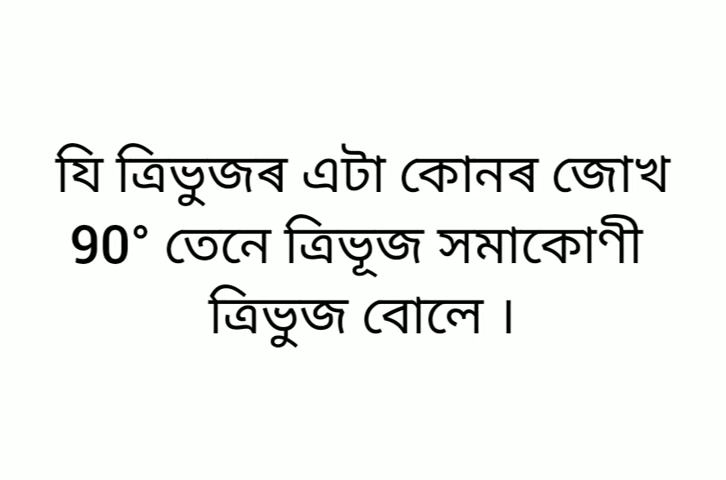 যি ত্ৰিভুজৰ এটা কোনৰ জোখ
90° তেনে ত্ৰিভূজ সমাকোণী
ত্ৰিভুজ বোলে ।